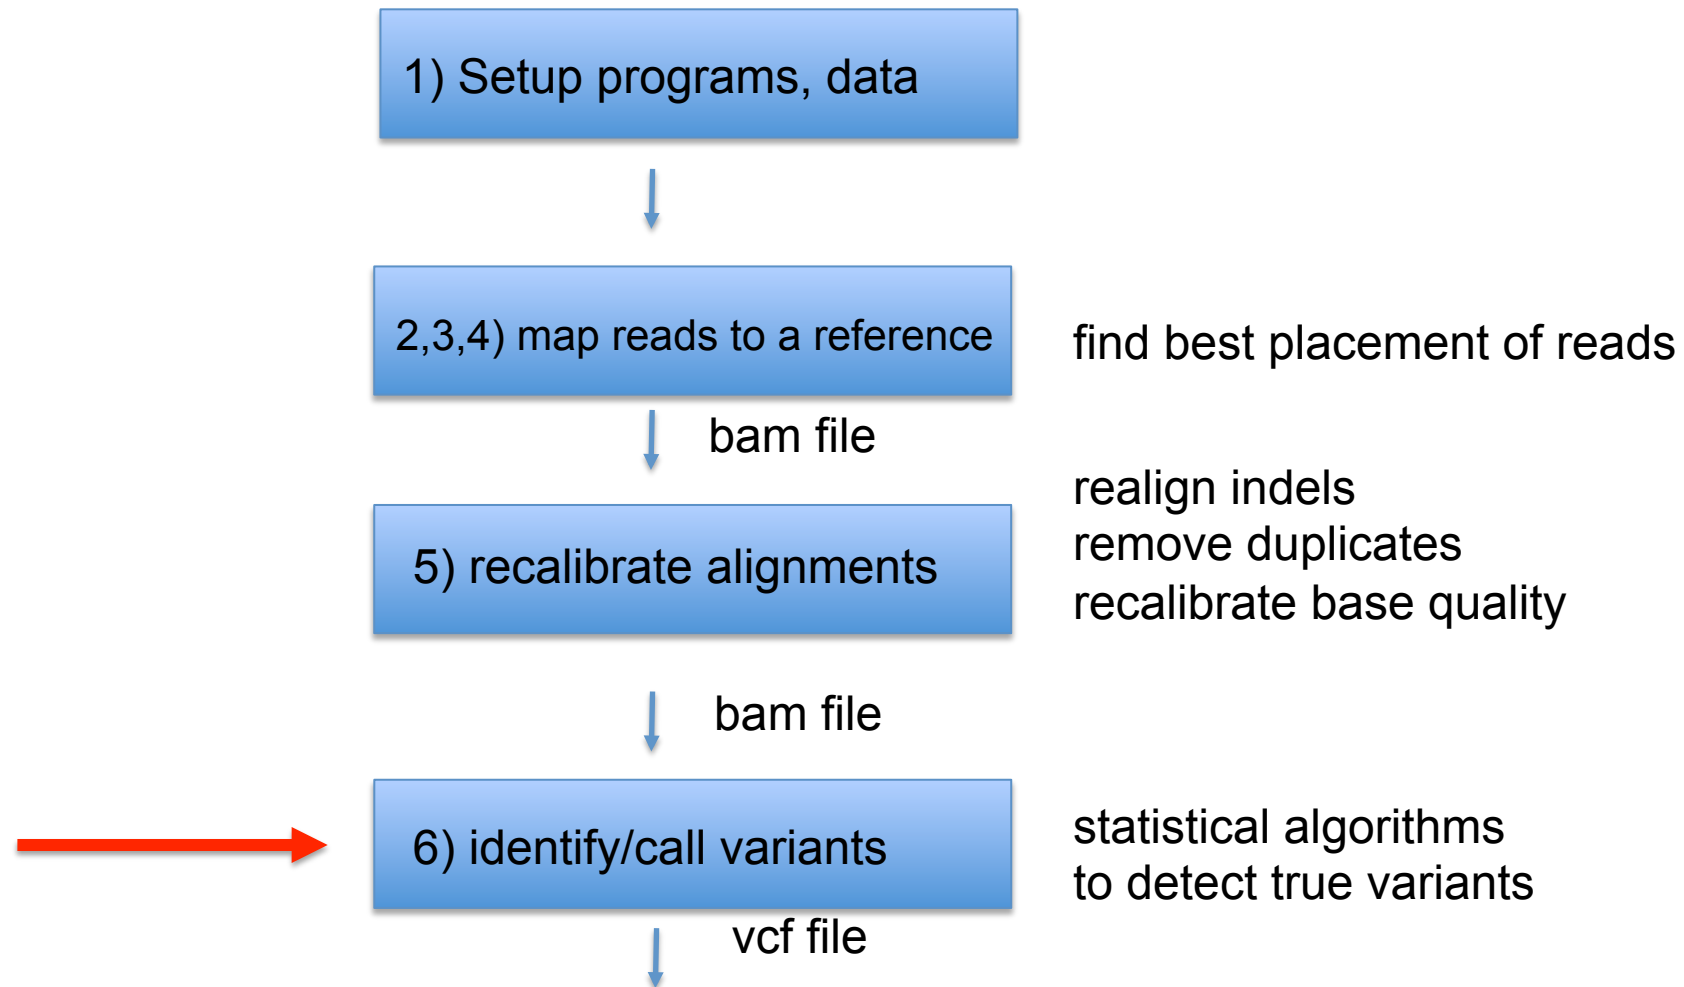 1) Setup programs, data
2,3,4) map reads to a reference
find best placement of reads
bam file
realign indels
remove duplicates
recalibrate base quality
5) recalibrate alignments
bam file
6) identify/call variants
statistical algorithms
to detect true variants
vcf file